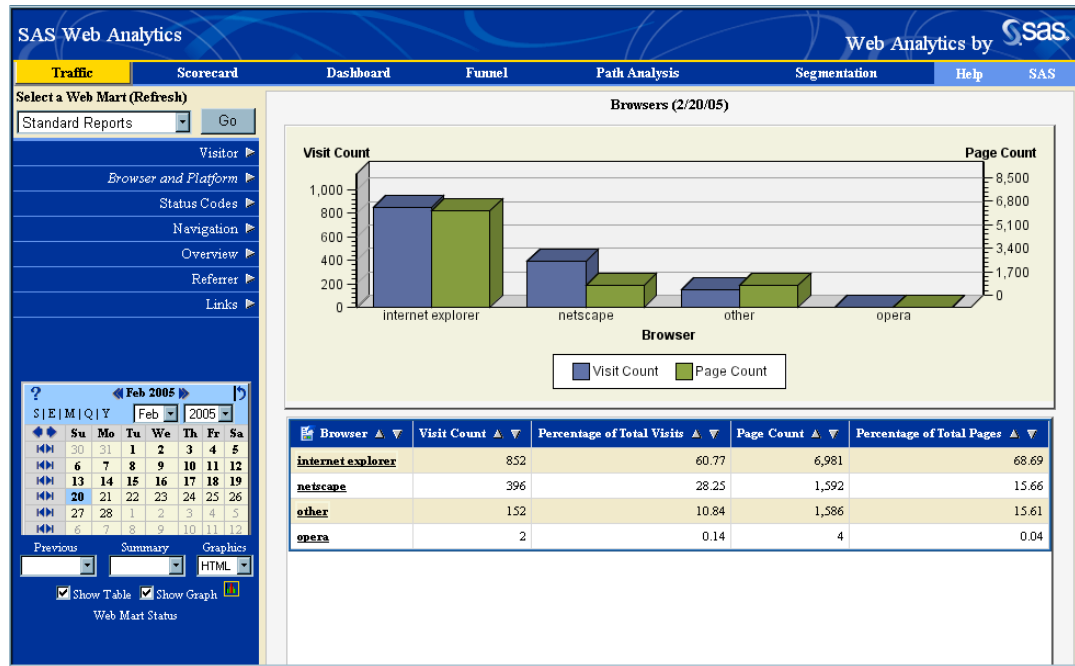 SAS Web Analytics
Web Analytics by sas.
Traffic Scorecard Dashboard Funnel Path Analysis Segmentation Help SAS
Select a Web Mart (Refresh)
Standard Reports Go
Visitor
Browser and Platform
Status Codes
Navigation
Overview
Referrer
Links
? Feb 2005
S | E | M | Q | Y Feb 2005
Su Mo Tu We Th Fr Sa
30 31 1 2 3 4 5
6 7 8 9 10 11 12
13 14 15 16 17 18 19
20 21 22 23 24 25 26
27 28 1 2 3 4 5
6 7 8 9 10 11 12
Previous Summary Graphics
HTML
Show Table Show Graph
Web Mart Status
Browsers (2/20/05)
Visit Count Page Count
1,000
800
600
400
200
0
8,500
6,800
5,100
3,400
1,700
0
internet explorer netscape other opera
Browser
Visit Count Page Count
Browser Visit Count Percentage of Total Visits Page Count Percentage of Total Pages
internet explorer 852 60.77 6,981 68.69
netscape 396 28.25 1,592 15.66
other 152 10.84 1,586 15.61
opera 2 0.14 4 0.04